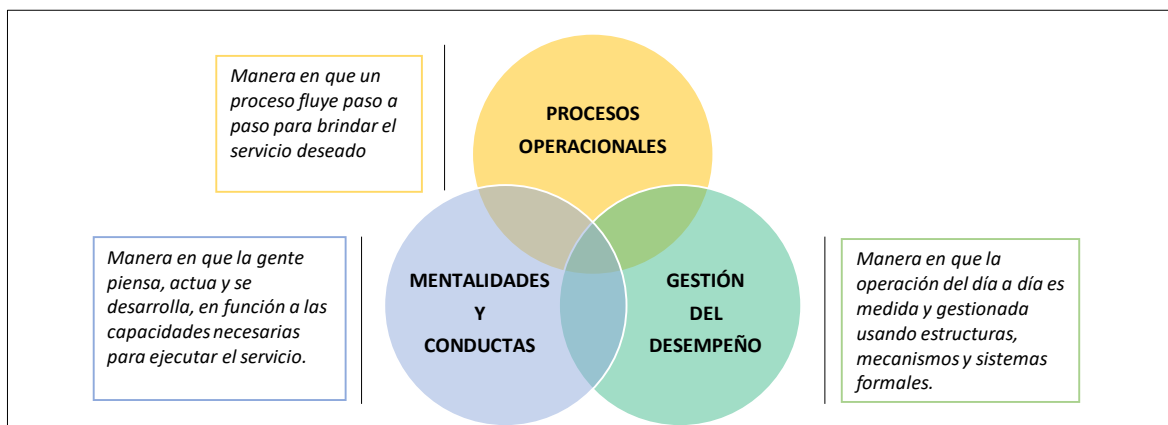 Manera en que un
proceso fluye paso a
paso para brindar el
servicio deseado
PROCESOS
OPERACIONALES
Manera en que la gente
piensa, actua y se
desarrolla, en función a las
capacidades necesarias
para ejecutar el servicio.
MENTALIDADES
Y
CONDUCTAS
GESTIÓN
DEL
DESEMPEÑO
Manera en que la
operación del día a día es
medida y gestionada
usando estructuras,
mecanismos y sistemas
formales.